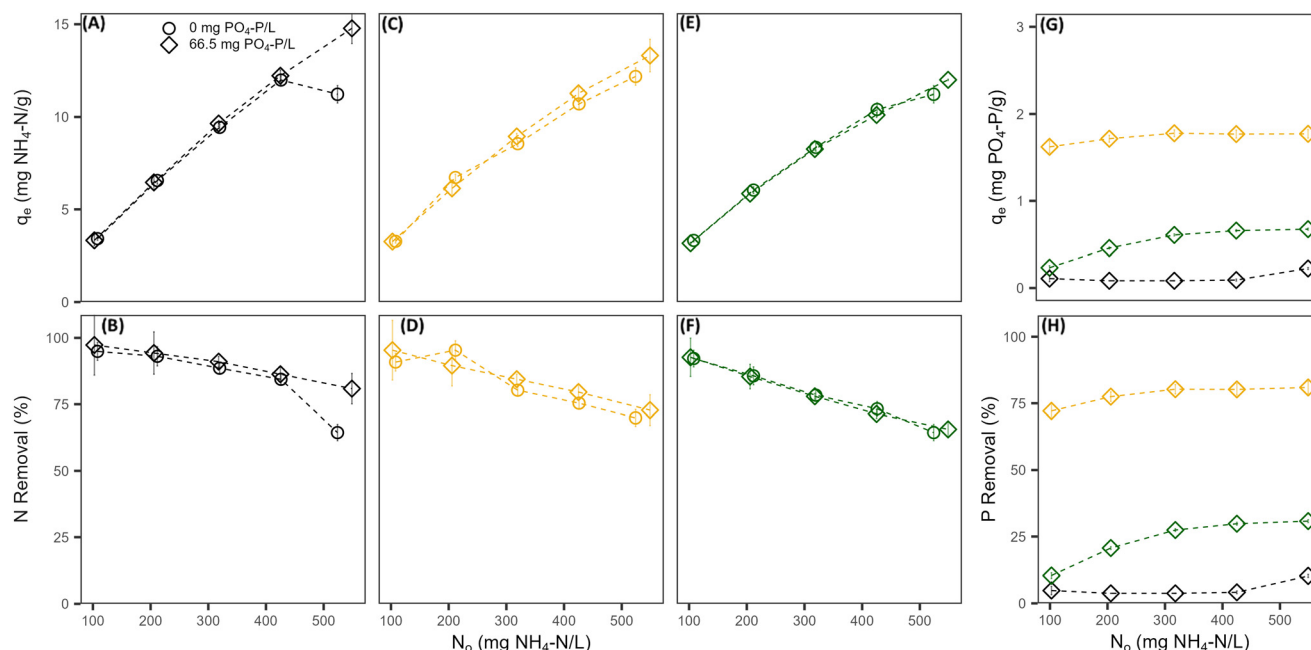 (A)
0 mg PO₄-P/L
66.5 mg PO₄-P/L
(C)
(E)
(G)
15
10
5
0
qₑ (mg NH₄-N/g)
3
2
1
0
qₑ (mg PO₄-P/g)
(B)
(D)
(F)
(H)
100
75
50
25
0
N Removal (%)
100
75
50
25
0
P Removal (%)
100 200 300 400 500
100 200 300 400 500
100 200 300 400 500
100 200 300 400 500
Nₒ (mg NH₄-N/L)
Nₒ (mg NH₄-N/L)